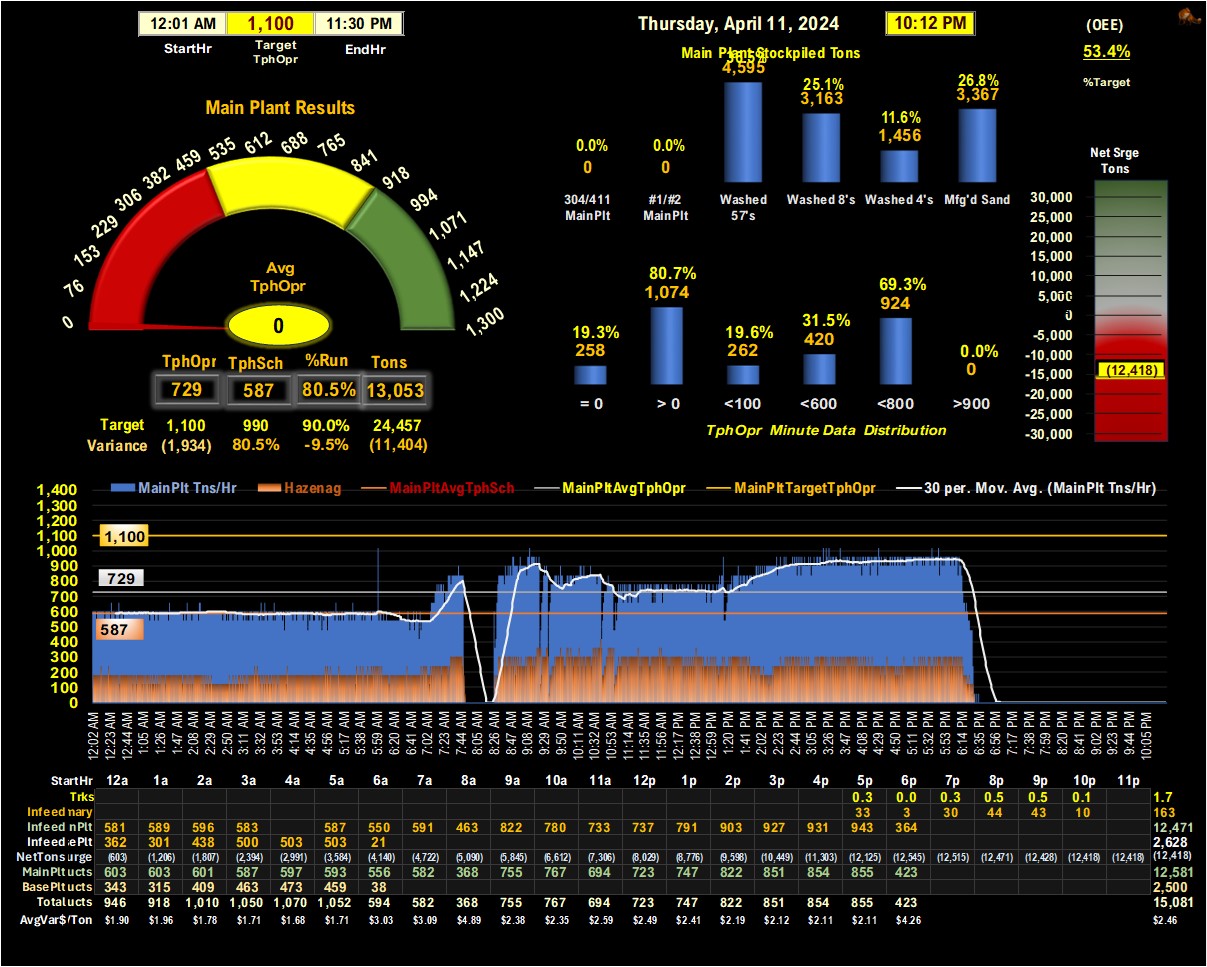 12:01 AM 1,100 11:30 PM
StartHr Target TphOpr EndHr
Thursday, April 11, 2024 10:12 PM
(OEE)
53.4%
%Target
Main Plant Stockpiled Tons
4,595 25.1% 3,163 11.6% 1,456 26.8% 3,367
0.0% 0.0%
0 0
304/411 MainPlt #1/#2 MainPlt Washed 57's Washed 8's Washed 4's Mfg'd Sand
Main Plant Results
0 76 153 229 306 382 459 535 612 688 765 841 918 994 1,071 1,147 1,224 1,300
Avg
TphOpr
0
TphOpr TphSch %Run Tons
729 587 80.5% 13,053
Target 1,100 990 90.0% 24,457
Variance (1,934) 80.5% -9.5% (11,404)
19.3% 80.7% 19.6% 31.5% 69.3% 0.0%
258 1,074 262 420 924 0
= 0 > 0 <100 <600 <800 >900
TphOpr Minute Data Distribution
Net Srge
Tons
30,000
25,000
20,000
15,000
10,000
5,000
0
-5,000
-10,000
-15,000
-20,000
-25,000
-30,000
(12,418)
MainPlt Tns/Hr Hazenag MainPltAvgTphSch MainPltAvgTphOpr MainPltTargetTphOpr 30 per. Mov. Avg. (MainPlt Tns/Hr)
1,400
1,300
1,200
1,100
1,000
900
800
700
600
500
400
300
200
100
0
1,100
729
587
12:02 AM 12:23 AM 12:44 AM 1:05 AM 1:26 AM 1:47 AM 2:08 AM 2:29 AM 2:50 AM 3:11 AM 3:32 AM 3:53 AM 4:14 AM 4:35 AM 4:56 AM 5:17 AM 5:38 AM 5:59 AM 6:20 AM 6:41 AM 7:02 AM 7:23 AM 7:44 AM 8:05 AM 8:26 AM 8:47 AM 9:08 AM 9:29 AM 9:50 AM 10:11 AM 10:32 AM 10:53 AM 11:14 AM 11:35 AM 11:56 AM 12:17 PM 12:38 PM 12:59 PM 1:20 PM 1:41 PM 2:02 PM 2:23 PM 2:44 PM 3:05 PM 3:26 PM 3:47 PM 4:08 PM 4:29 PM 4:50 PM 5:11 PM 5:32 PM 5:53 PM 6:14 PM 6:35 PM 6:56 PM 7:17 PM 7:38 PM 7:59 PM 8:20 PM 8:41 PM 9:02 PM 9:23 PM 9:44 PM 10:05 PM
StartHr 12a 1a 2a 3a 4a 5a 6a 7a 8a 9a 10a 11a 12p 1p 2p 3p 4p 5p 6p 7p 8p 9p 10p 11p
Trks 0.3 0.0 0.3 0.5 0.5 0.1 1.7
Infeed mary 33 3 30 44 43 10 163
Infeed nPlt 581 589 596 583 587 550 591 463 822 780 733 737 791 903 927 931 943 364 12,471
Infeed ePlt 362 301 438 500 503 503 21 2,628
NetTons urge (603) (1,206) (1,807) (2,394) (2,991) (3,584) (4,140) (4,722) (5,090) (5,845) (6,612) (7,306) (8,029) (8,776) (9,598) (10,449) (11,303) (12,125) (12,545) (12,515) (12,471) (12,428) (12,418) (12,418) (12,418)
MainPlt ucts 603 603 601 587 597 593 556 582 368 755 767 694 723 747 822 851 854 855 423 12,581
BasePlt ucts 343 315 409 463 473 459 38 2,500
Total ucts 946 918 1,010 1,050 1,070 1,052 594 582 368 755 767 694 723 747 822 851 854 855 423 15,081
AvgVar$/Ton $1.90 $1.96 $1.78 $1.71 $1.68 $1.71 $3.03 $3.09 $4.89 $2.38 $2.35 $2.59 $2.49 $2.41 $2.19 $2.12 $2.11 $2.11 $4.26 $2.46